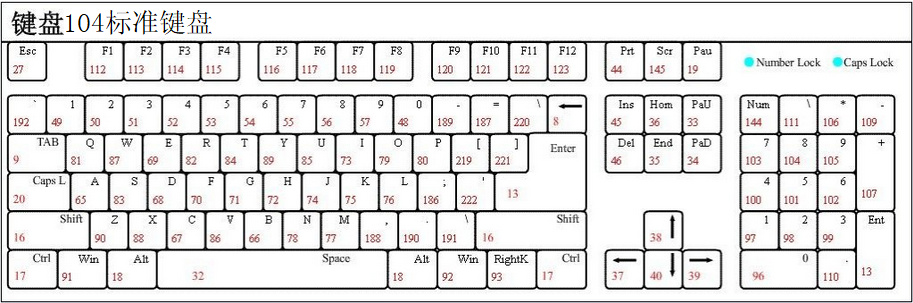 键盘104标准键盘
Esc F1 F2 F3 F4 F5 F6 F7 F8 F9 F10 F11 F12 Prt Scr Pau Number Lock Caps Lock
27 112 113 114 115 116 117 118 119 120 121 122 123 44 145 19
` 1 2 3 4 5 6 7 8 9 0 - = \ ← Ins Hom PaU Num \ * -
192 49 50 51 52 53 54 55 56 57 48 189 187 220 8 45 36 33 144 111 106 109
TAB Q W E R T Y U I O P [ ] Enter Del End PaD 7 8 9 +
9 81 87 69 82 84 89 85 73 79 80 219 221 46 35 34 103 104 105
Caps L A S D F G H J K L ; ' 4 5 6
20 65 83 68 70 71 72 74 75 76 186 222 13 100 101 102 107
Shift Z X C V B N M , . \ Shift ↑ 1 2 3 Ent
16 90 88 67 86 66 78 77 188 190 191 16 38 97 98 99
Ctrl Win Alt Space Alt Win RightK Ctrl ← ↓ → 0 .
17 91 18 32 18 92 93 17 37 40 39 96 110 13